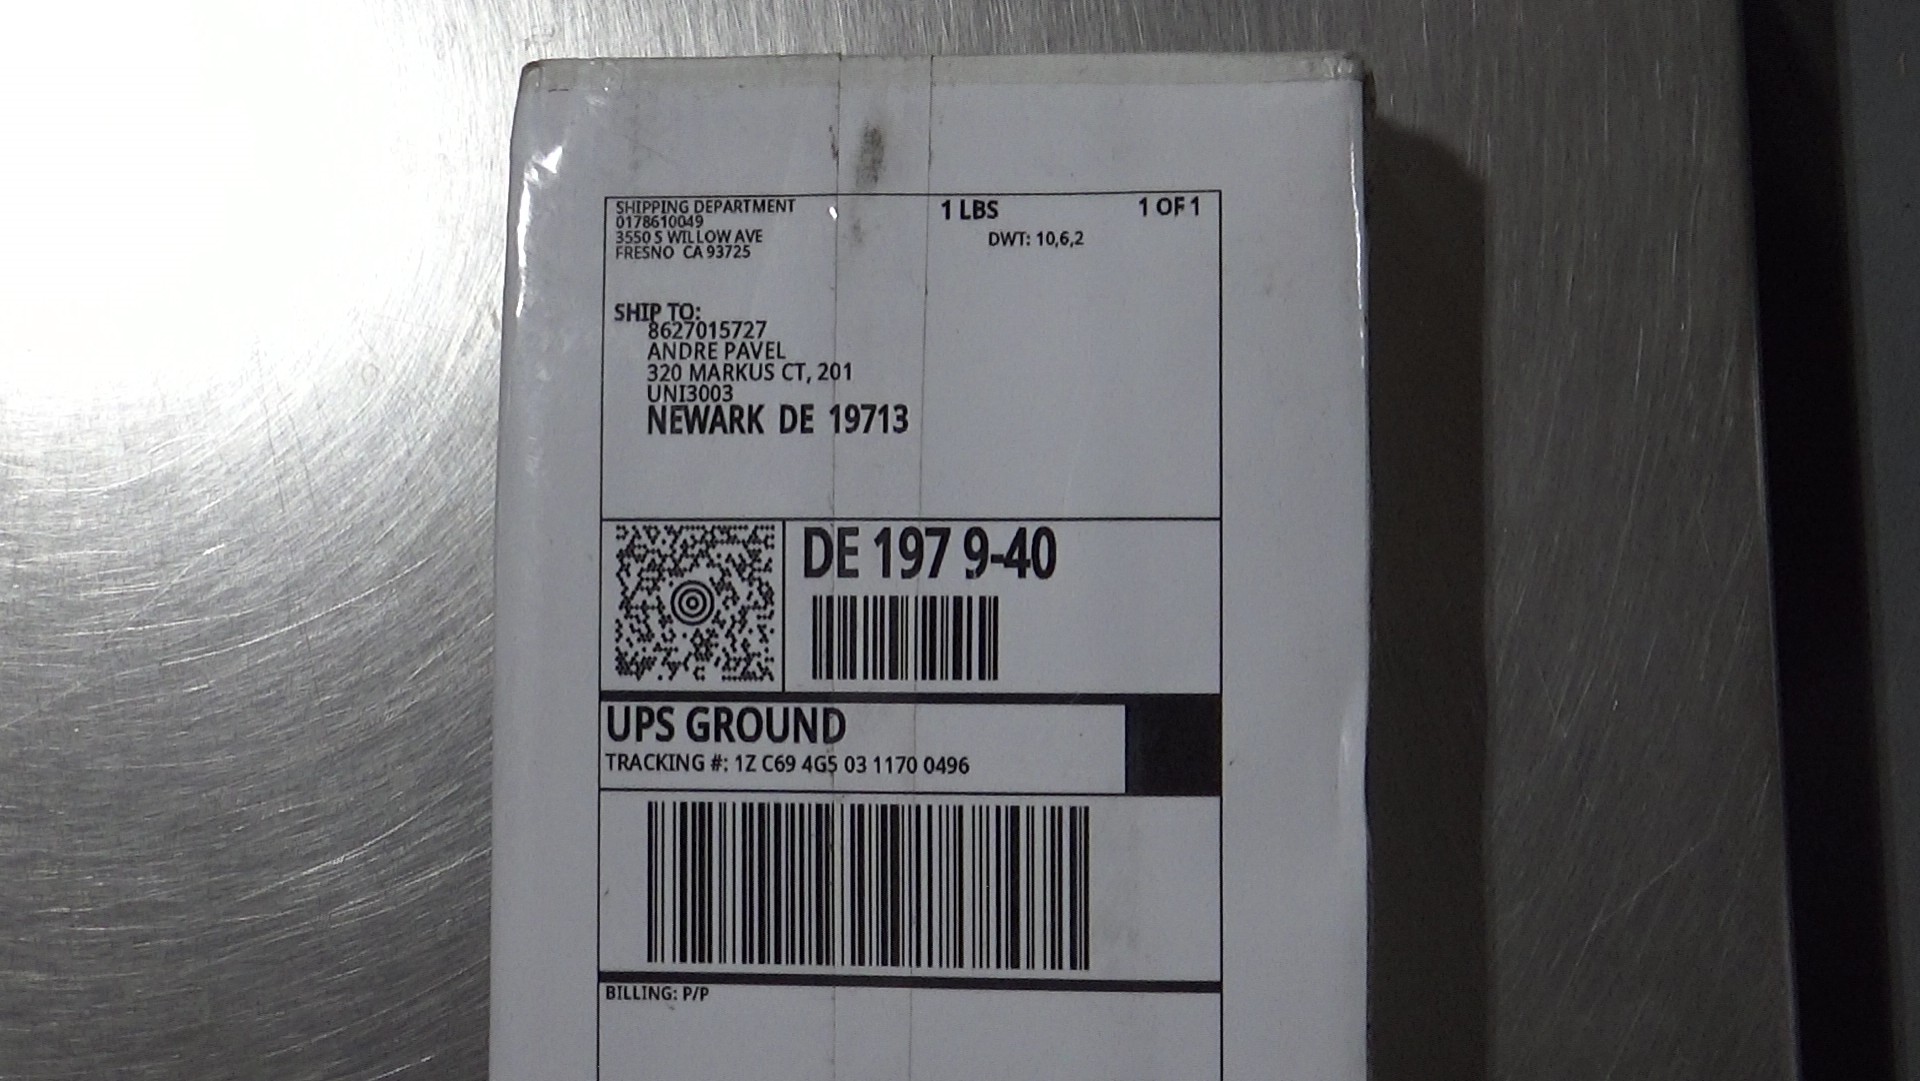 SHIPPING DEPARTMENT
0178610049
3550 S WILLOW AVE
FRESNO CA 93725
1 LBS
1 OF 1
DWT: 10,6,2
SHIP TO:
8627015727
ANDRE PAVEL
320 MARKUS CT, 201
UNI3003
NEWARK DE 19713
DE 197 9-40
UPS GROUND
TRACKING #: 1Z C69 4G5 03 1170 0496
BILLING: P/P